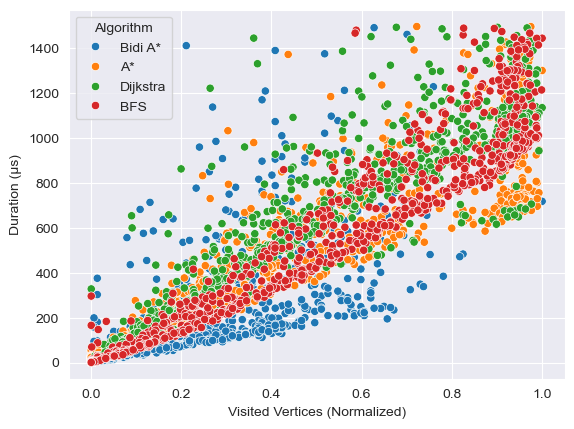 Algorithm
Bidi A*
A*
Dijkstra
BFS
Duration (μs)
1400
1200
1000
800
600
400
200
0
0.0 0.2 0.4 0.6 0.8 1.0
Visited Vertices (Normalized)